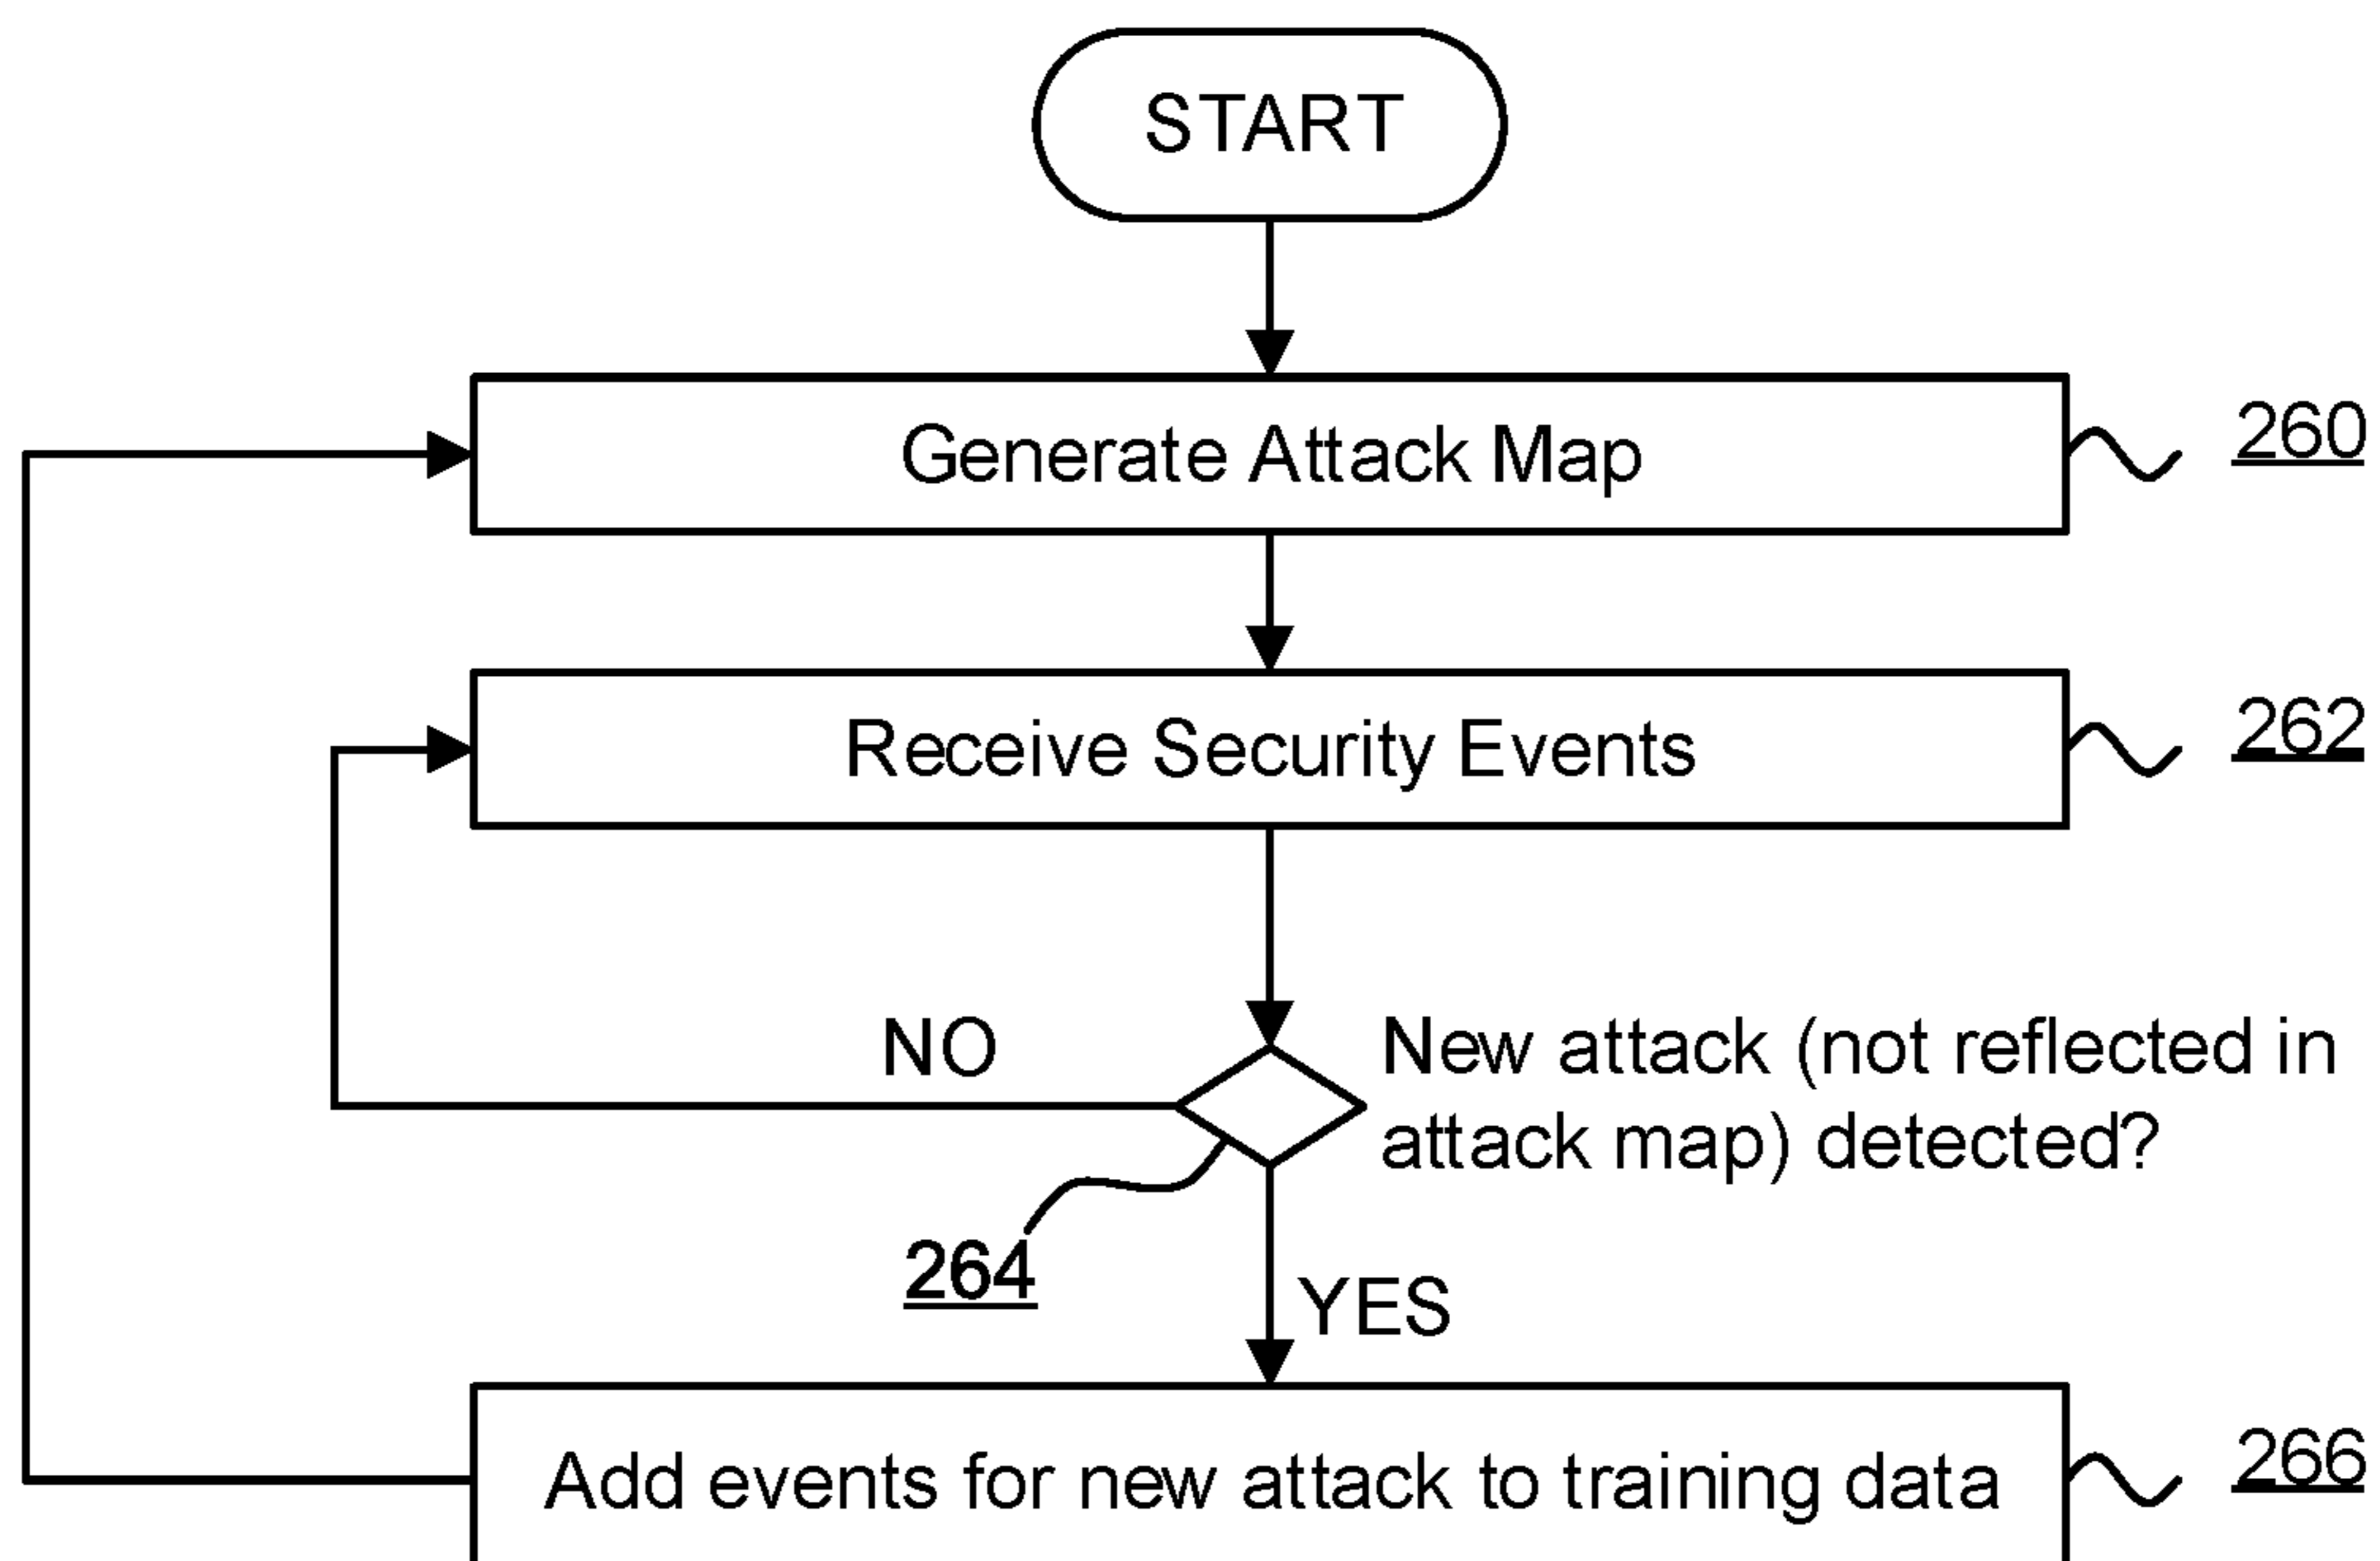 START
Generate Attack Map
260
Receive Security Events
262
NO
New attack (not reflected in
attack map) detected?
264
YES
Add events for new attack to training data
266